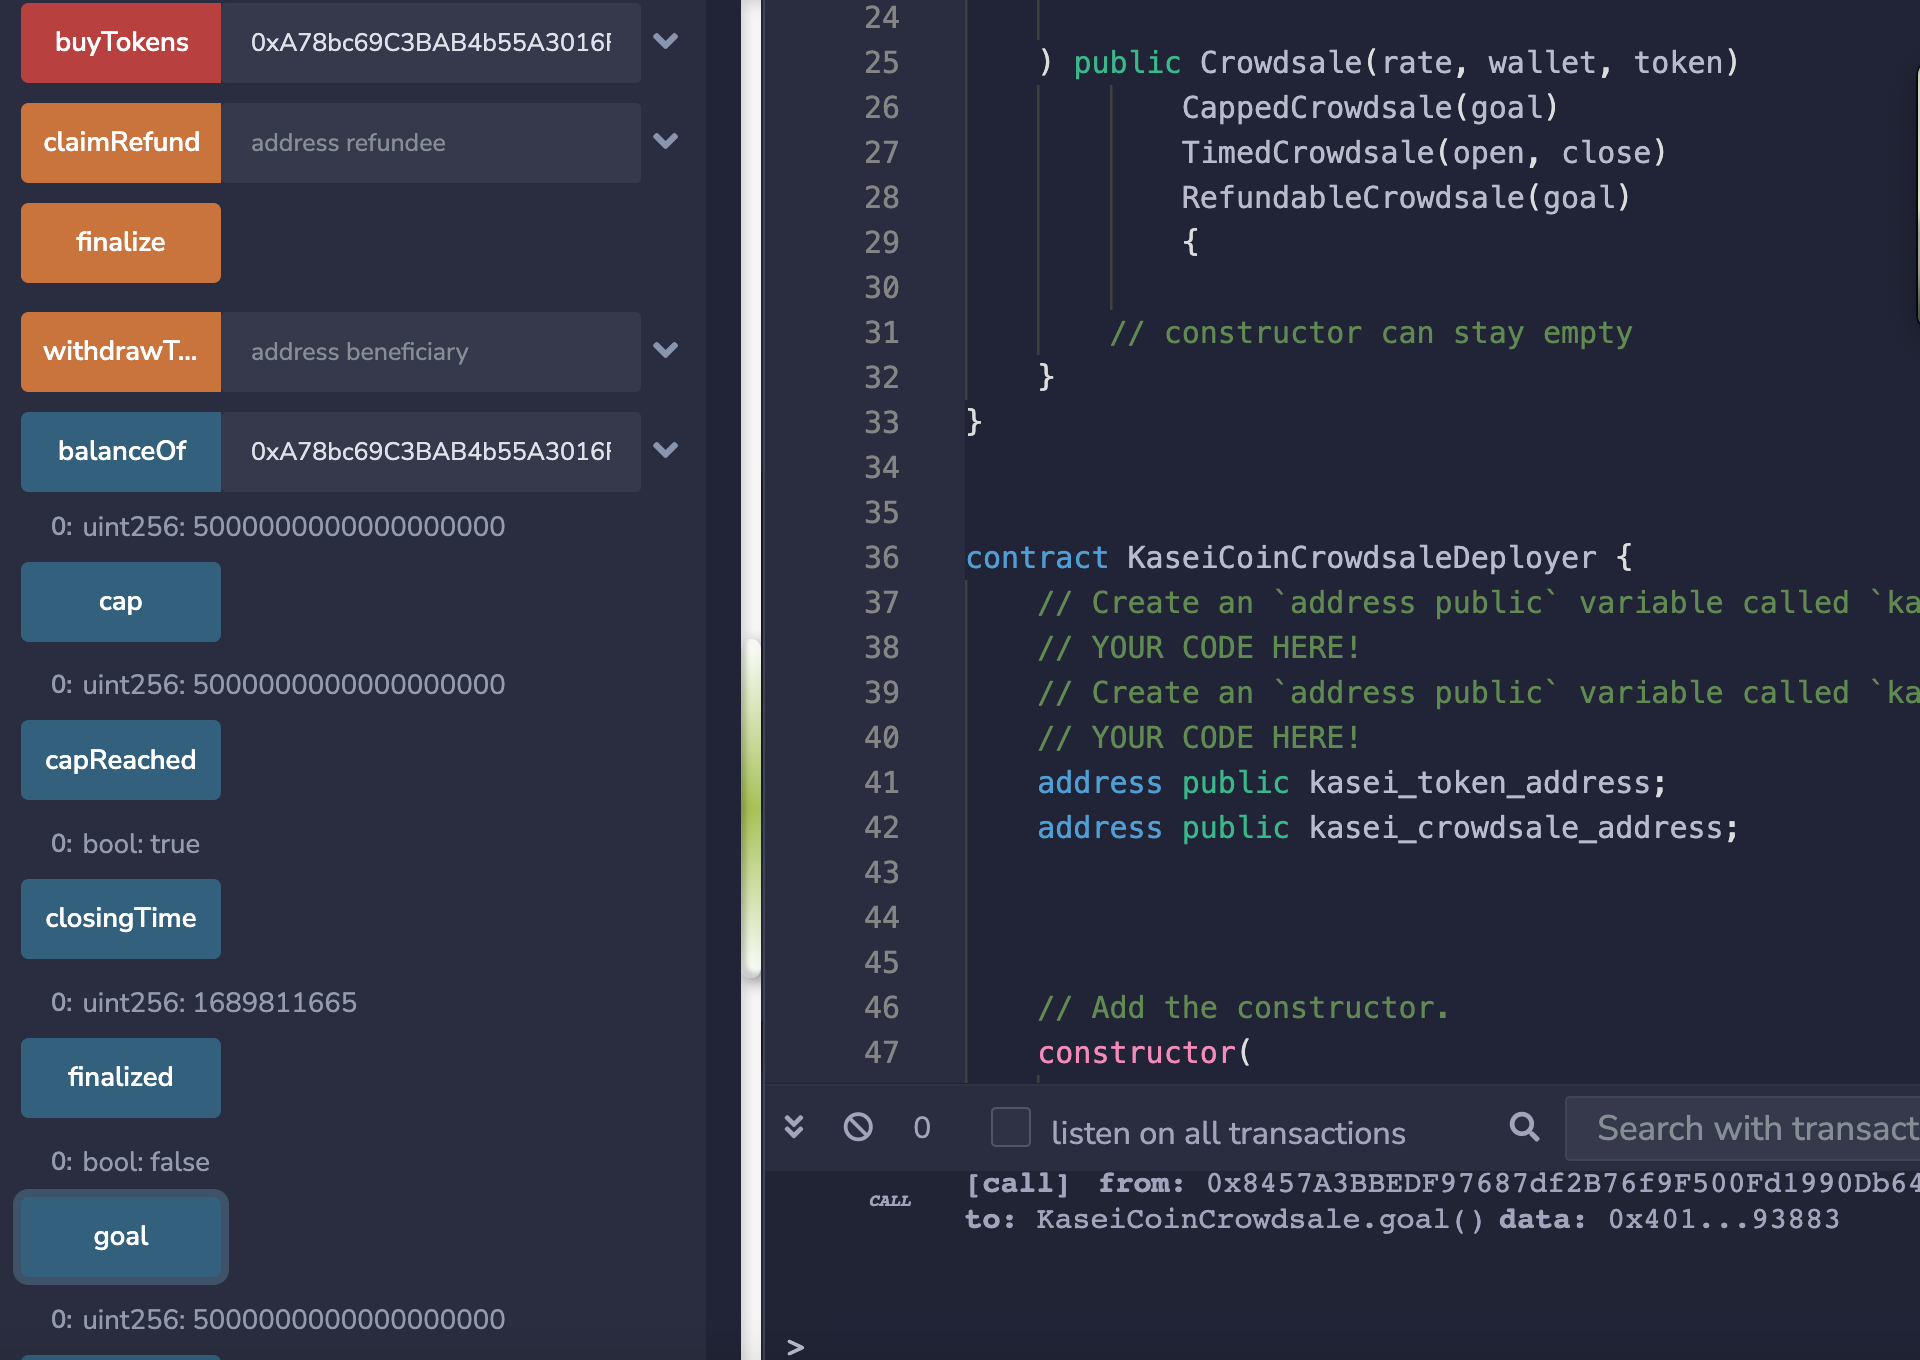 buyTokens 0xA78bc69C3BAB4b55A3016
claimRefund address refundee
finalize
withdrawT... address beneficiary
balanceOf 0xA78bc69C3BAB4b55A3016
0: uint256: 5000000000000000000
cap
0: uint256: 5000000000000000000
capReached
0: bool: true
closingTime
0: uint256: 1689811665
finalized
0: bool: false
goal
0: uint256: 5000000000000000000
24
25 ) public Crowdsale(rate, wallet, token)
26 CappedCrowdsale(goal)
27 TimedCrowdsale(open, close)
28 RefundableCrowdsale(goal)
29 {
30
31 // constructor can stay empty
32 }
33 }
34
35
36 contract KaseiCoinCrowdsaleDeployer {
37 // Create an `address public` variable called `ka
38 // YOUR CODE HERE!
39 // Create an `address public` variable called `ka
40 // YOUR CODE HERE!
41 address public kasei_token_address;
42 address public kasei_crowdsale_address;
43
44
45
46 // Add the constructor.
47 constructor(
0 listen on all transactions Search with transact
CALL [call] from: 0x8457A3BBEDF97687df2B76f9F500Fd1990Db64
to: KaseiCoinCrowdsale.goal() data: 0x401...93883
>